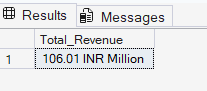 Results Messages
Total_Revenue
1 106.01 INR Million